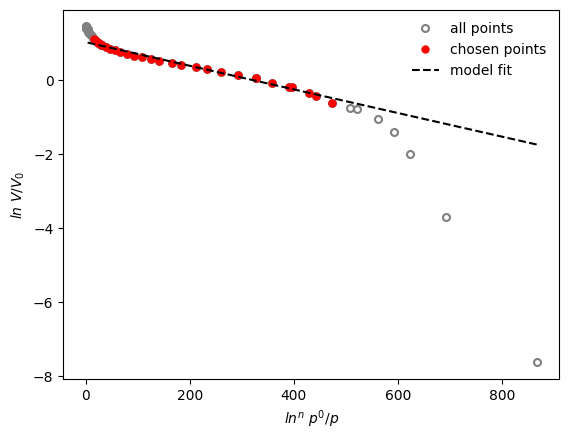 all points
chosen points
model fit
0
−2
−4
−6
−8
ln V/V₀
0 200 400 600 800
lnⁿ p⁰/p